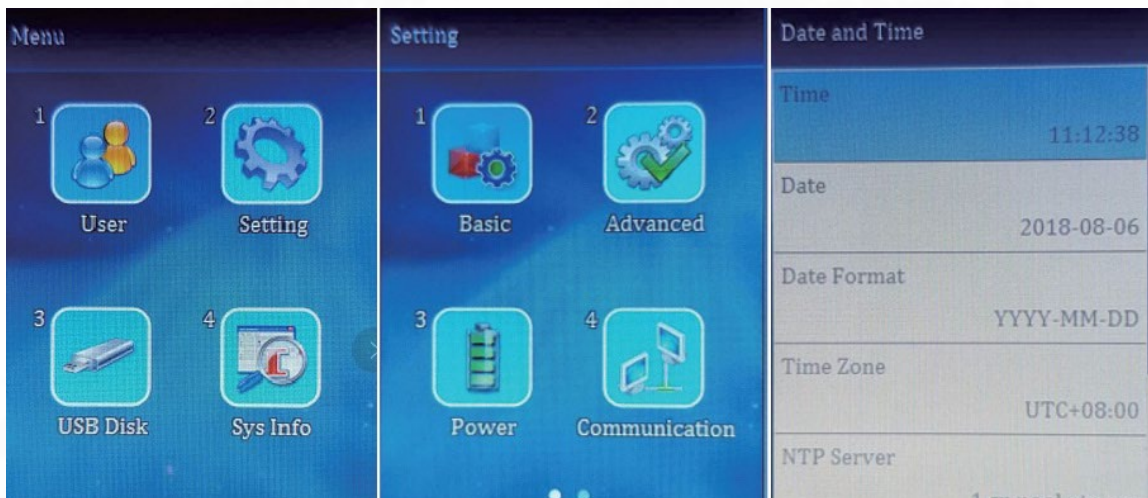 Menu
1
2
User
Setting
3
4
USB Disk
Sys Info
Setting
1
2
Basic
Advanced
3
4
Power
Communication
Date and Time
Time
11:12:38
Date
2018-08-06
Date Format
YYYY-MM-DD
Time Zone
UTC+08:00
NTP Server